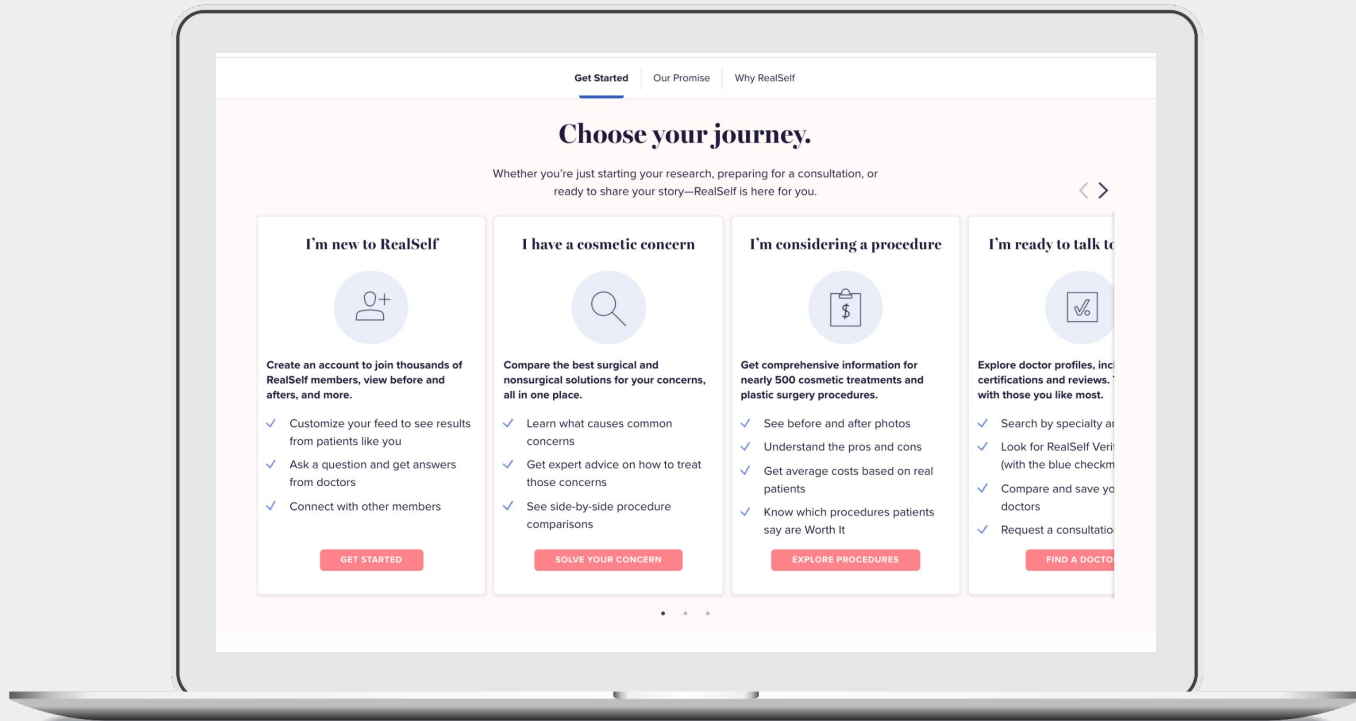 Get Started
Our Promise
Why RealSelf
Choose your journey.
Whether you're just starting your research, preparing for a consultation, or
ready to share your story—RealSelf is here for you.
I'm new to RealSelf
Create an account to join thousands of
RealSelf members, view before and
afters, and more.
Customize your feed to see results
from patients like you
Ask a question and get answers
from doctors
Connect with other members
GET STARTED
I have a cosmetic concern
Compare the best surgical and
nonsurgical solutions for your concerns,
all in one place.
Learn what causes common
concerns
Get expert advice on how to treat
those concerns
See side-by-side procedure
comparisons
SOLVE YOUR CONCERN
I'm considering a procedure
$
Get comprehensive information for
nearly 500 cosmetic treatments and
plastic surgery procedures.
See before and after photos
Understand the pros and cons
Get average costs based on real
patients
Know which procedures patients
say are Worth It
EXPLORE PROCEDURES
I'm ready to talk to
Explore doctor profiles,
certifications and reviews.
with those you like most.
Search by specialty
Look for RealSelf
(with the blue
Compare and save
doctors
Request a
FIND A